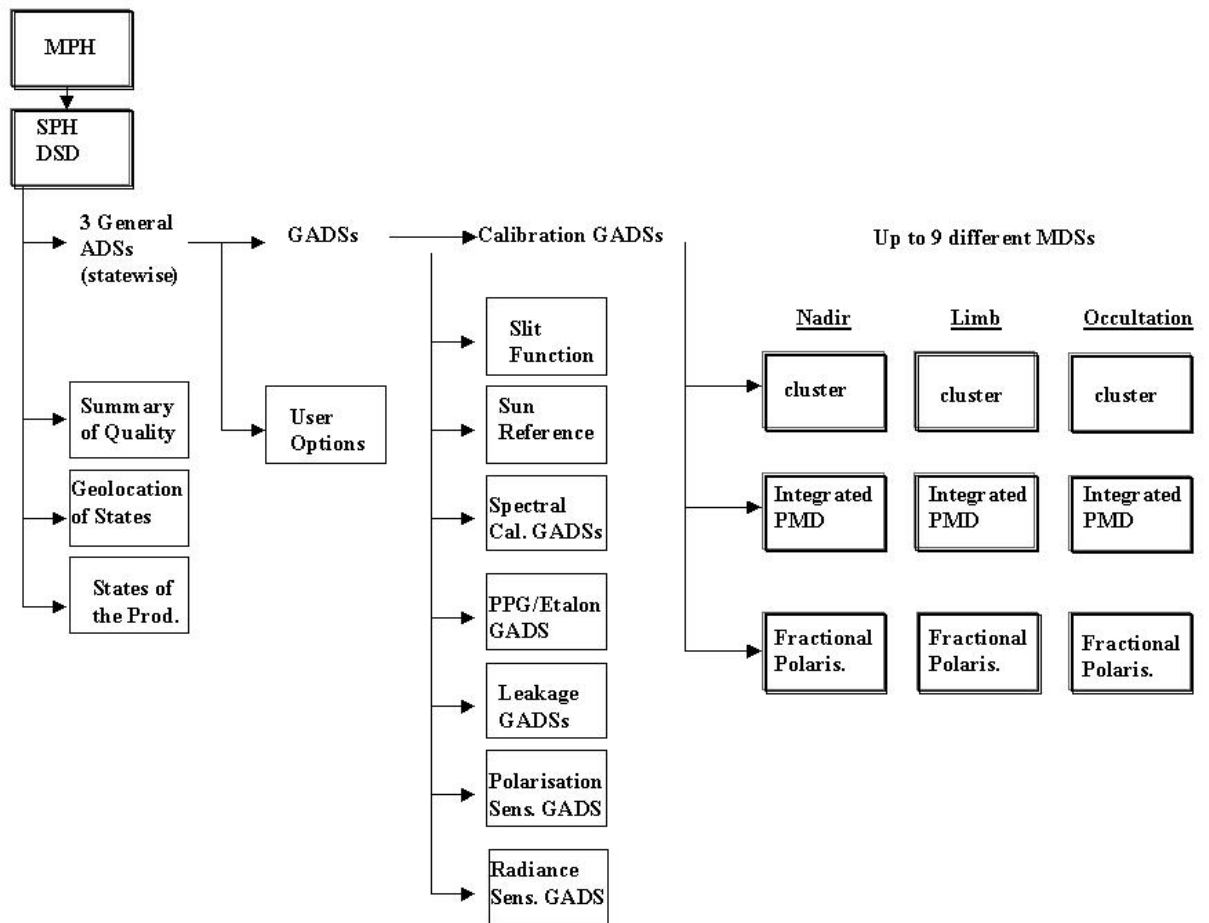 MPH
SPH
DSD
3 General
ADSs
(statewise)
GADSs
Calibration GADSs
Up to 9 different MDSs
Summary
of Quality
Geolocation
of States
States of
the Prod.
User
Options
Slit
Function
Sun
Reference
Spectral
Cal. GADSs
PPG/Etalon
GADS
Leakage
GADSs
Polarisation
Sens. GADS
Radiance
Sens. GADS
Nadir
Limb
Occultation
cluster
cluster
cluster
Integrated
PMD
Integrated
PMD
Integrated
PMD
Fractional
Polaris.
Fractional
Polaris.
Fractional
Polaris.